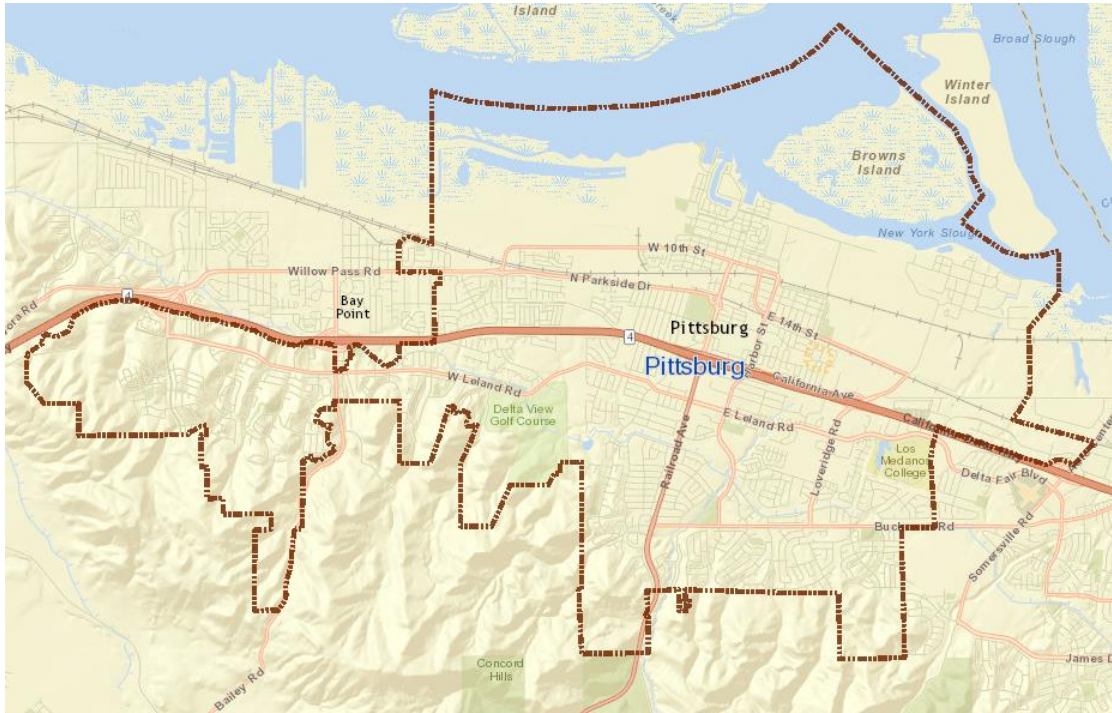 Island
Creek
Broad Slough
Winter
Island
Browns
Island
New York Slough
W 10th St
Willow Pass Rd
N Parkside Dr
4
Bay
Point
4
Pittsburg
E 14th St
Harbor St
Pittsburg
California Ave
W Leland Rd
Delta View
Golf Course
E Leland Rd
Railroad Ave
Loveridge Rd
Los
Medanos
College
Delta Fair Blvd
Somersville Rd
James D
Concord
Hills
Bailey Rd